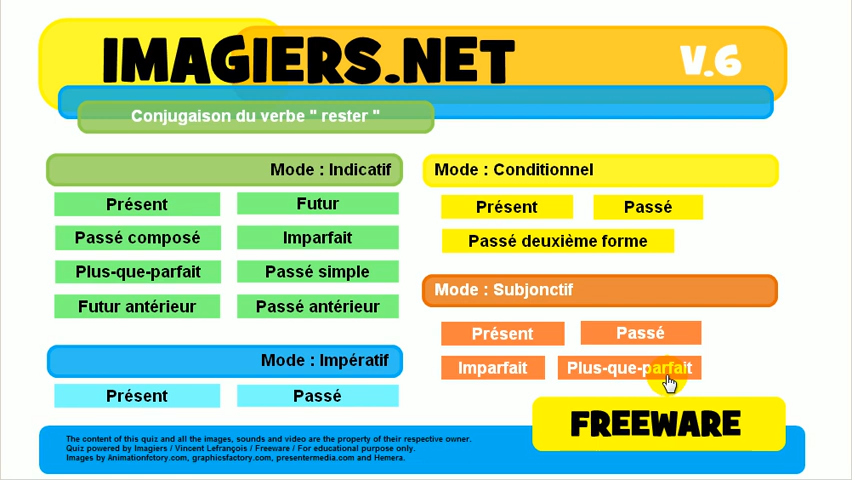 IMAGIERS.NET
V.6
Conjugaison du verbe " rester "
Mode : Indicatif
Présent
Futur
Passé composé
Imparfait
Plus-que-parfait
Passé simple
Futur antérieur
Passé antérieur
Mode : Impératif
Présent
Passé
Mode : Conditionnel
Présent
Passé
Passé deuxième forme
Mode : Subjonctif
Présent
Passé
Imparfait
Plus-que-parfait
FREEWARE
The content of this quiz and all the images, sounds and video are the property of their respective owner.
Quiz powered by Imagiers / Vincent Lefrançois / Freeware / For educational purpose only.
Images by Animationfctory.com, graphicsfactory.com, presentermedia.com and Hemera.